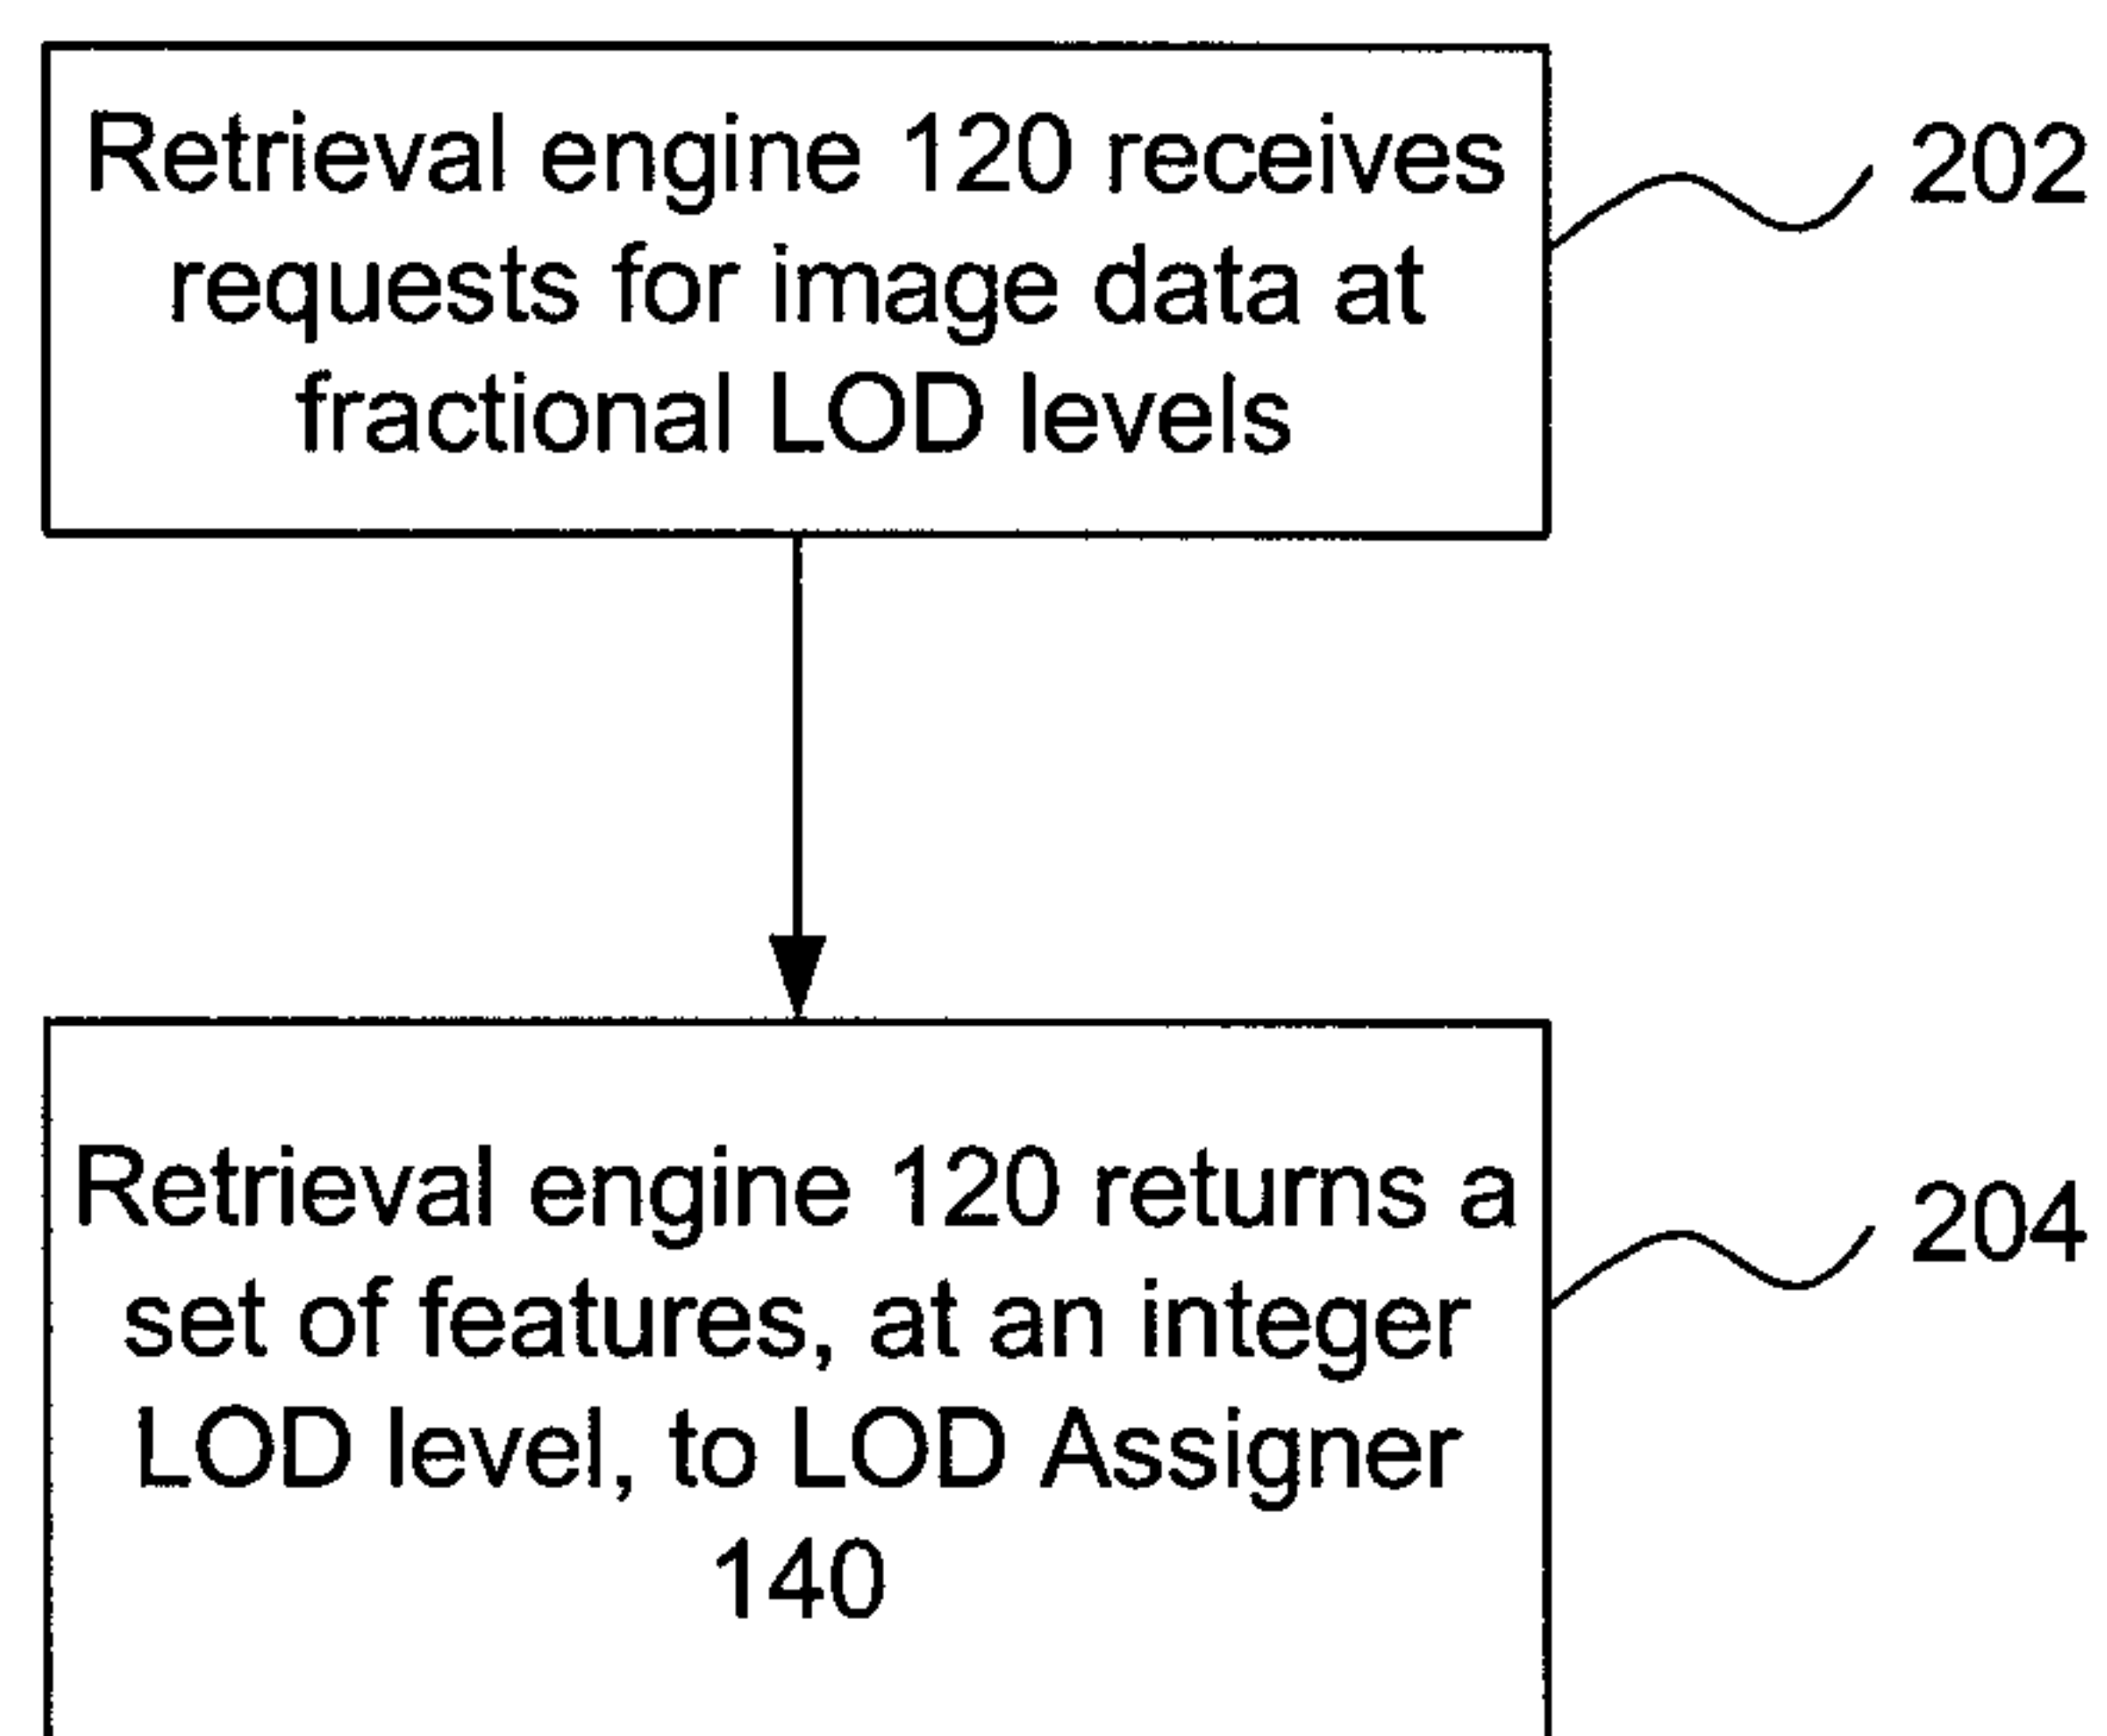 Retrieval engine 120 receives
requests for image data at
fractional LOD levels
202
Retrieval engine 120 returns a
set of features, at an integer
LOD level, to LOD Assigner
140
204